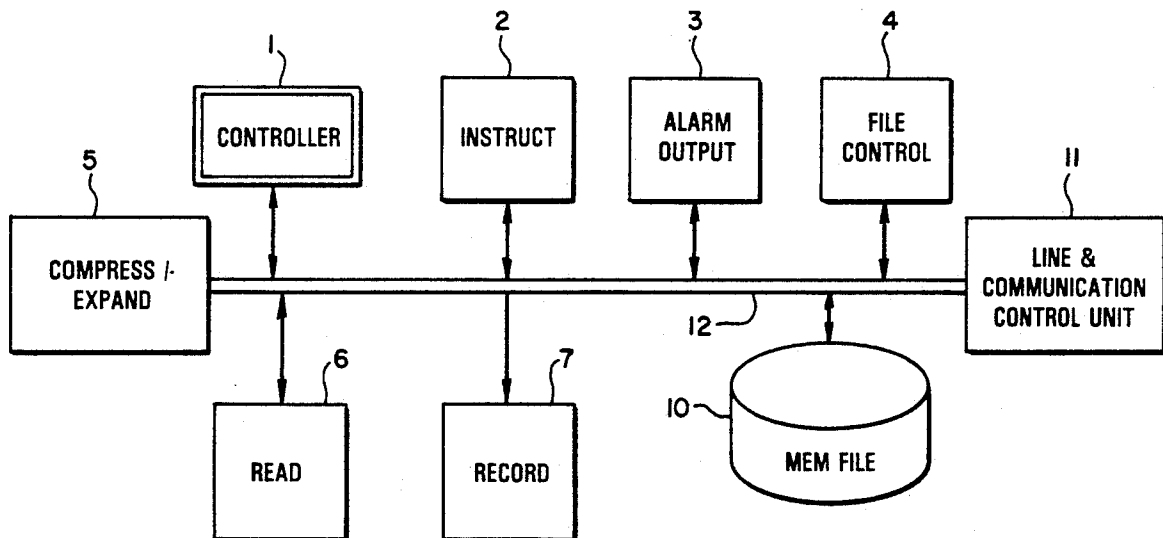 1
2
3
4
CONTROLLER
INSTRUCT
ALARM
OUTPUT
FILE
CONTROL
5
11
COMPRESS /-
EXPAND
LINE &
COMMUNICATION
CONTROL UNIT
12
6
7
10
READ
RECORD
MEM FILE